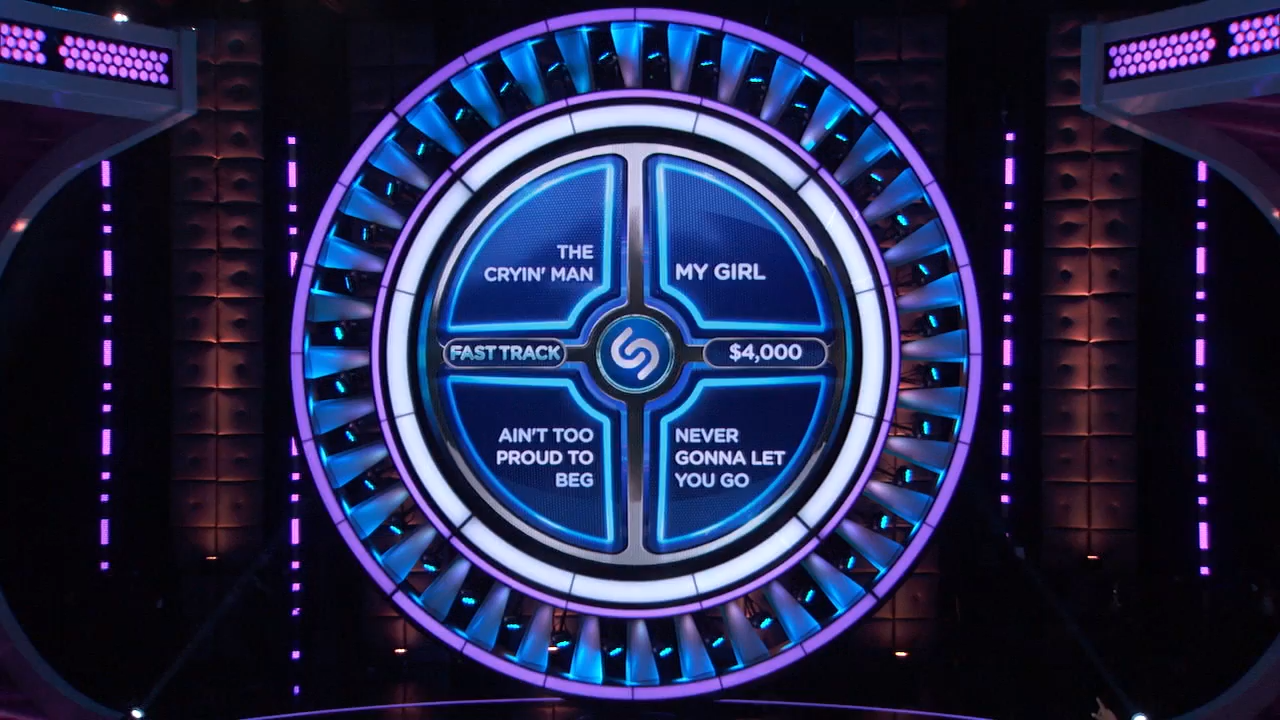 THE
CRYIN' MAN
MY GIRL
FAST TRACK
$4,000
AIN'T TOO
PROUD TO
BEG
NEVER
GONNA LET
YOU GO